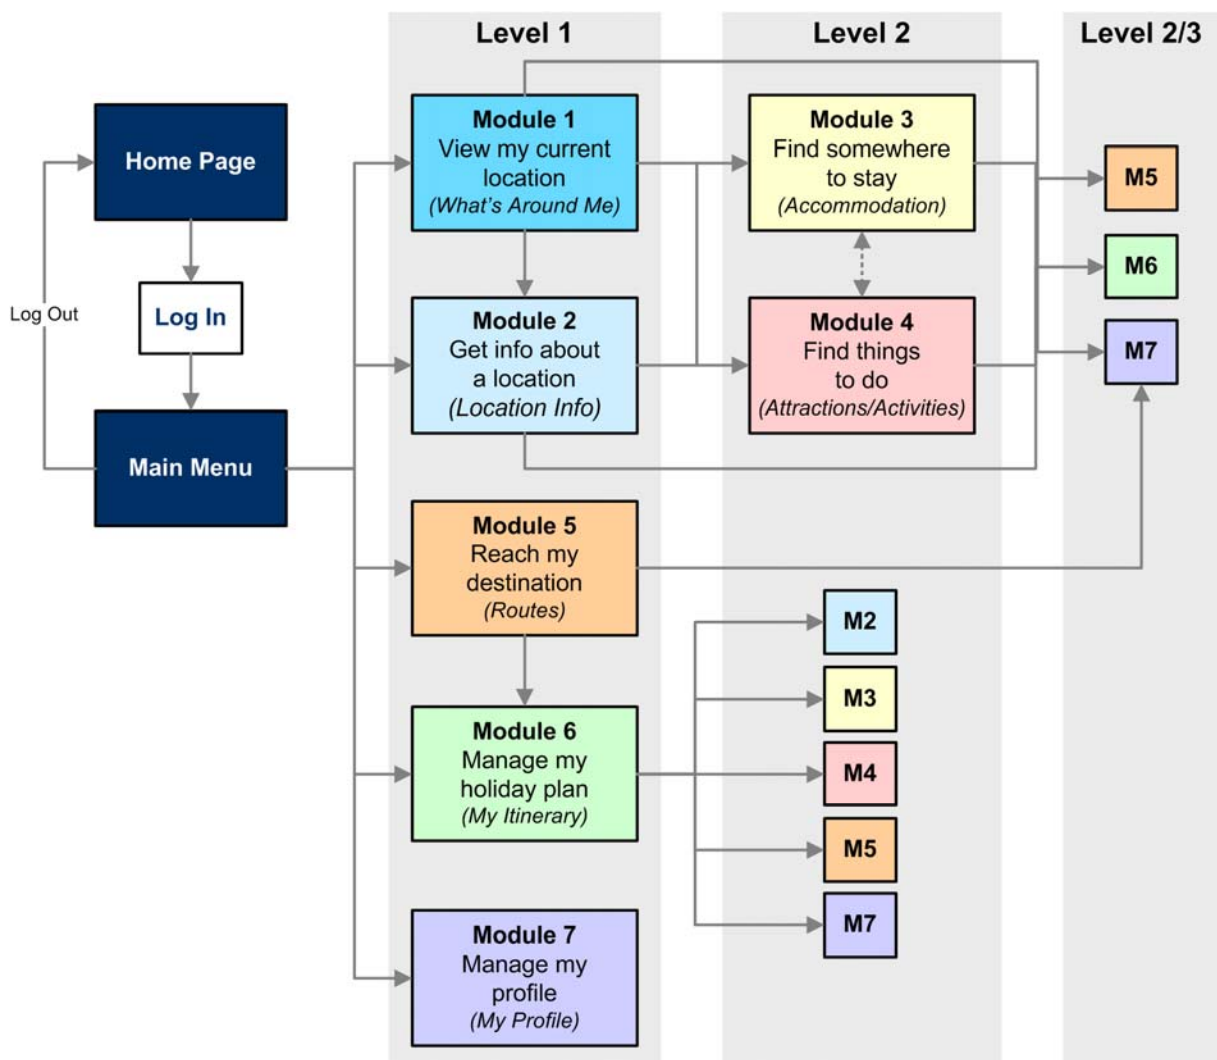 Level 1
Level 2
Level 2/3
Home Page
Log In
Log Out
Main Menu
Module 1
View my current
location
(What's Around Me)
Module 2
Get info about
a location
(Location Info)
Module 3
Find somewhere
to stay
(Accommodation)
Module 4
Find things
to do
(Attractions/Activities)
M5
M6
M7
Module 5
Reach my
destination
(Routes)
Module 6
Manage my
holiday plan
(My Itinerary)
M2
M3
M4
M5
M7
Module 7
Manage my
profile
(My Profile)